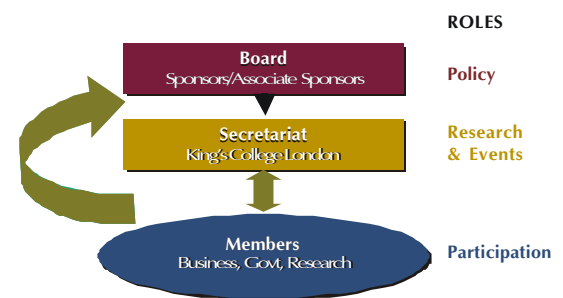 ROLES
Board
Sponsors/Associate Sponsors
Policy
Secretariat
King's College London
Research
& Events
Members
Business, Govt, Research
Participation